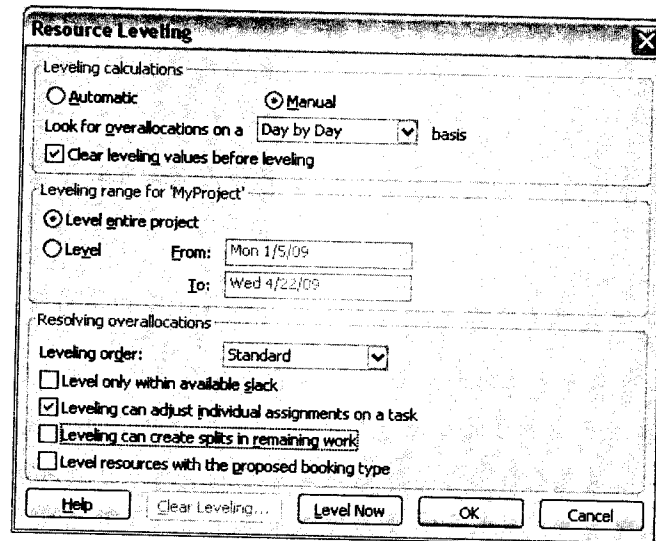 Resource Leveling
Leveling calculations
Automatic Manual
Look for overallocations on a Day by Day basis
Clear leveling values before leveling
Leveling range for 'MyProject'
Level entire project
Level From: Mon 1/5/09
To: Wed 4/22/09
Resolving overallocations
Leveling order: Standard
Level only within available slack
Leveling can adjust individual assignments on a task
Leveling can create splits in remaining work
Level resources with the proposed booking type
Help Clear Leveling... Level Now OK Cancel